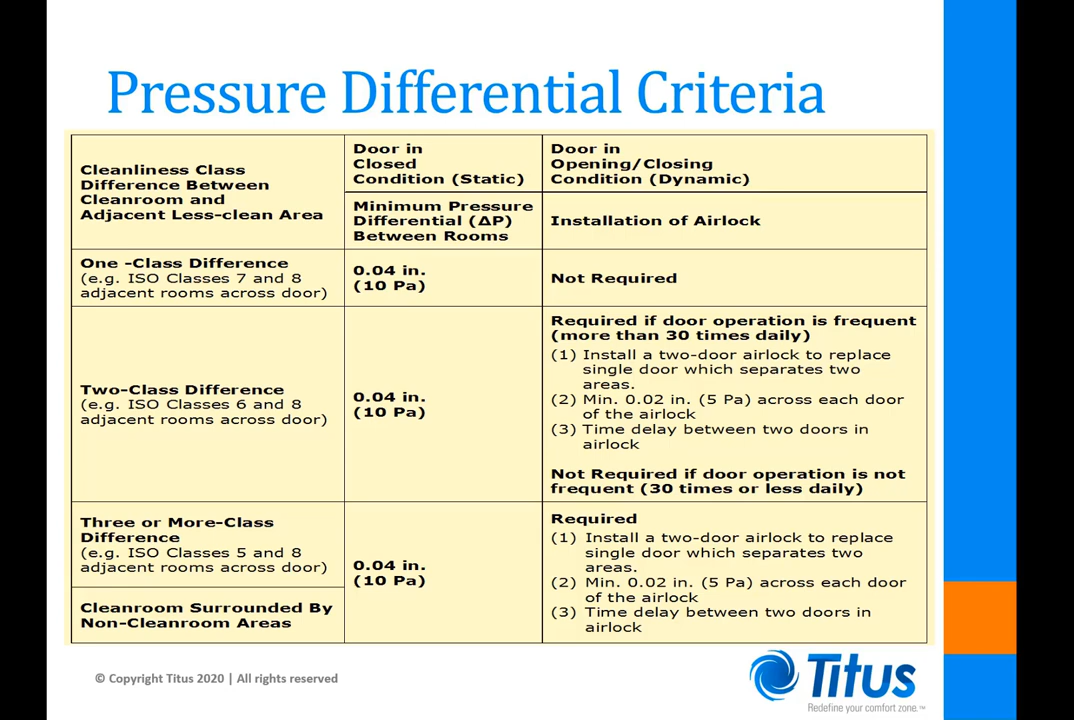 Pressure Differential Criteria
Cleanliness Class
Difference Between
Cleanroom and
Adjacent Less-clean Area
Door in
Closed
Condition (Static)
Door in
Opening/Closing
Condition (Dynamic)
Minimum Pressure
Differential (ΔP)
Between Rooms
Installation of Airlock
One -Class Difference
(e.g. ISO Classes 7 and 8
adjacent rooms across door)
0.04 in.
(10 Pa)
Not Required
Two-Class Difference
(e.g. ISO Classes 6 and 8
adjacent rooms across door)
0.04 in.
(10 Pa)
Required if door operation is frequent
(more than 30 times daily)
(1) Install a two-door airlock to replace
single door which separates two
areas.
(2) Min. 0.02 in. (5 Pa) across each door
of the airlock
(3) Time delay between two doors in
airlock
Not Required if door operation is not
frequent (30 times or less daily)
Three or More-Class
Difference
(e.g. ISO Classes 5 and 8
adjacent rooms across door)
Cleanroom Surrounded By
Non-Cleanroom Areas
0.04 in.
(10 Pa)
Required
(1) Install a two-door airlock to replace
single door which separates two
areas.
(2) Min. 0.02 in. (5 Pa) across each door
of the airlock
(3) Time delay between two doors in
airlock
© Copyright Titus 2020 | All rights reserved
Titus
Redefine your comfort zone.™